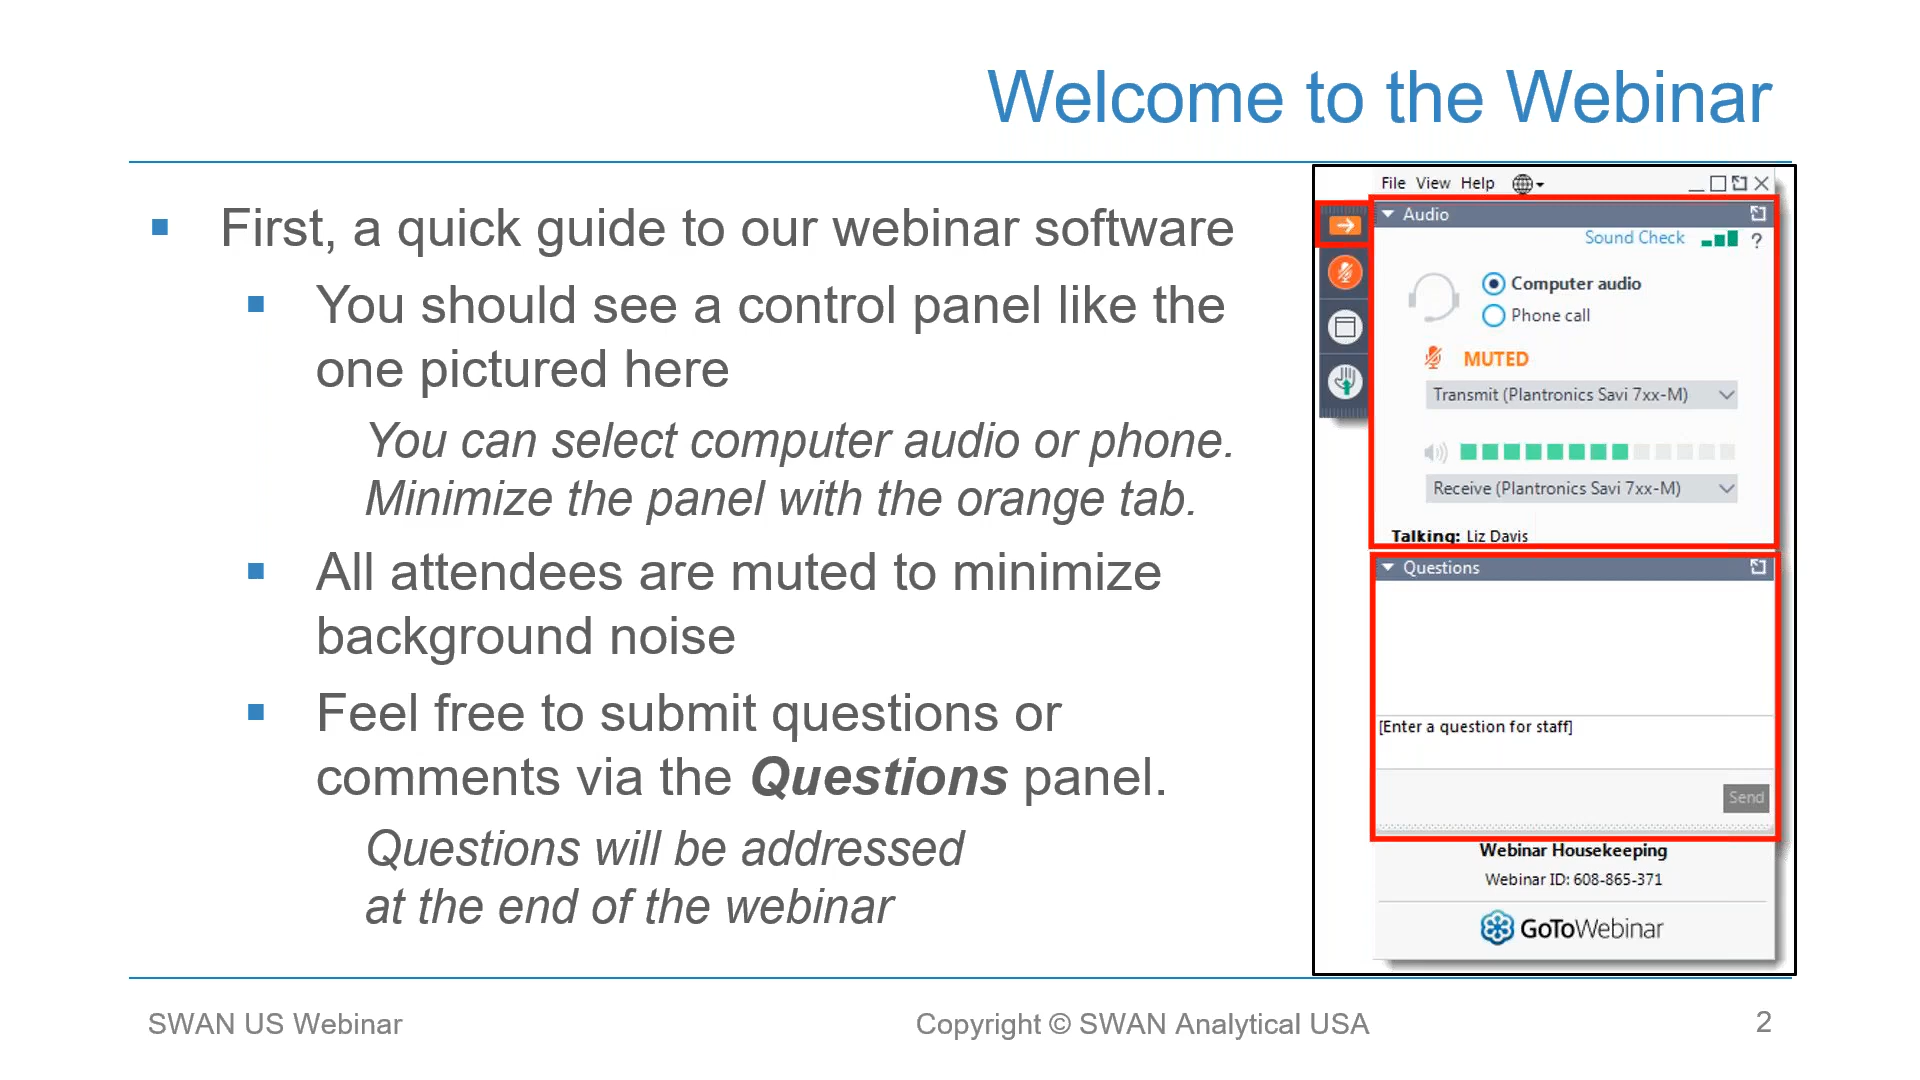 Welcome to the Webinar
First, a quick guide to our webinar software
You should see a control panel like the
one pictured here
You can select computer audio or phone.
Minimize the panel with the orange tab.
All attendees are muted to minimize
background noise
Feel free to submit questions or
comments via the Questions panel.
Questions will be addressed
at the end of the webinar
File View Help
Audio
Sound Check ?
Computer audio
Phone call
MUTED
Transmit (Plantronics Savi 7xx-M)
Receive (Plantronics Savi 7xx-M)
Talking: Liz Davis
Questions
[Enter a question for staff]
Send
Webinar Housekeeping
Webinar ID: 608-865-371
GoToWebinar
SWAN US Webinar
Copyright © SWAN Analytical USA
2